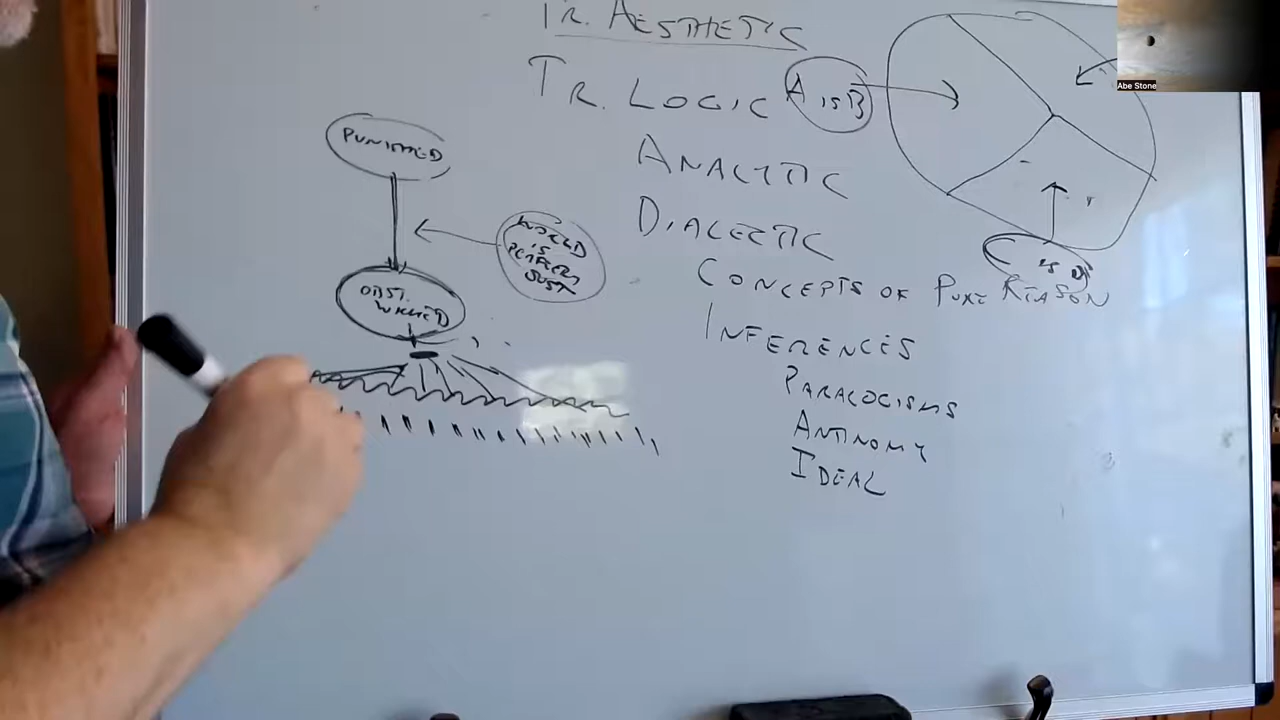 TR. AESTHETIC
TR. LOGIC
A IS B
ANALYTIC
DIALECTIC
CONCEPTS OF PURE REASON
INFERENCES
PARALOGISMS
ANTINOMY
IDEAL
PUNISHED
WORLD
IS
PERFECTLY
JUST
OBST.
WICKED
Abe Stone